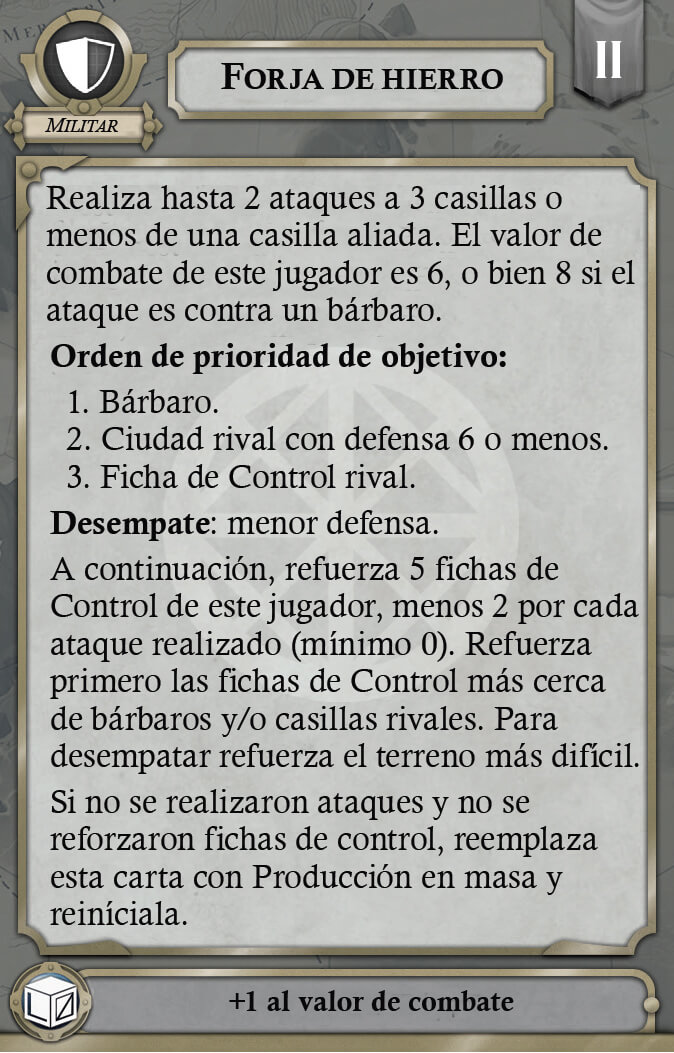 II
FORJA DE HIERRO
MILITAR
Realiza hasta 2 ataques a 3 casillas o
menos de una casilla aliada. El valor de
combate de este jugador es 6, o bien 8 si el
ataque es contra un bárbaro.
Orden de prioridad de objetivo:
1. Bárbaro.
2. Ciudad rival con defensa 6 o menos.
3. Ficha de Control rival.
Desempate: menor defensa.
A continuación, refuerza 5 fichas de
Control de este jugador, menos 2 por cada
ataque realizado (mínimo 0). Refuerza
primero las fichas de Control más cerca
de bárbaros y/o casillas rivales. Para
desempatar refuerza el terreno más difícil.
Si no se realizaron ataques y no se
reforzaron fichas de control, reemplaza
esta carta con Producción en masa y
reiníciala.
+1 al valor de combate